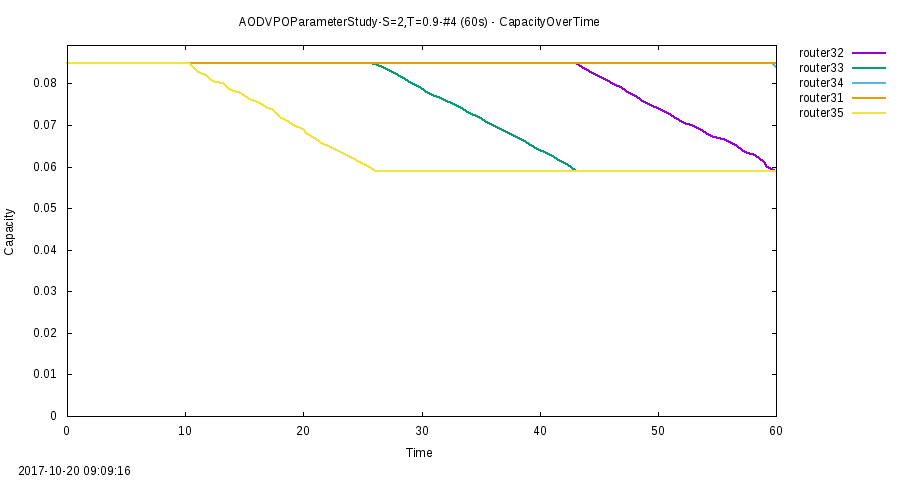 AODVPOParameterStudy-S=2,T=0.9-#4 (60s) - CapacityOverTime
router32
router33
router34
router31
router35
0.08
0.07
0.06
0.05
0.04
0.03
0.02
0.01
0
Capacity
0 10 20 30 40 50 60
Time
2017-10-20 09:09:16